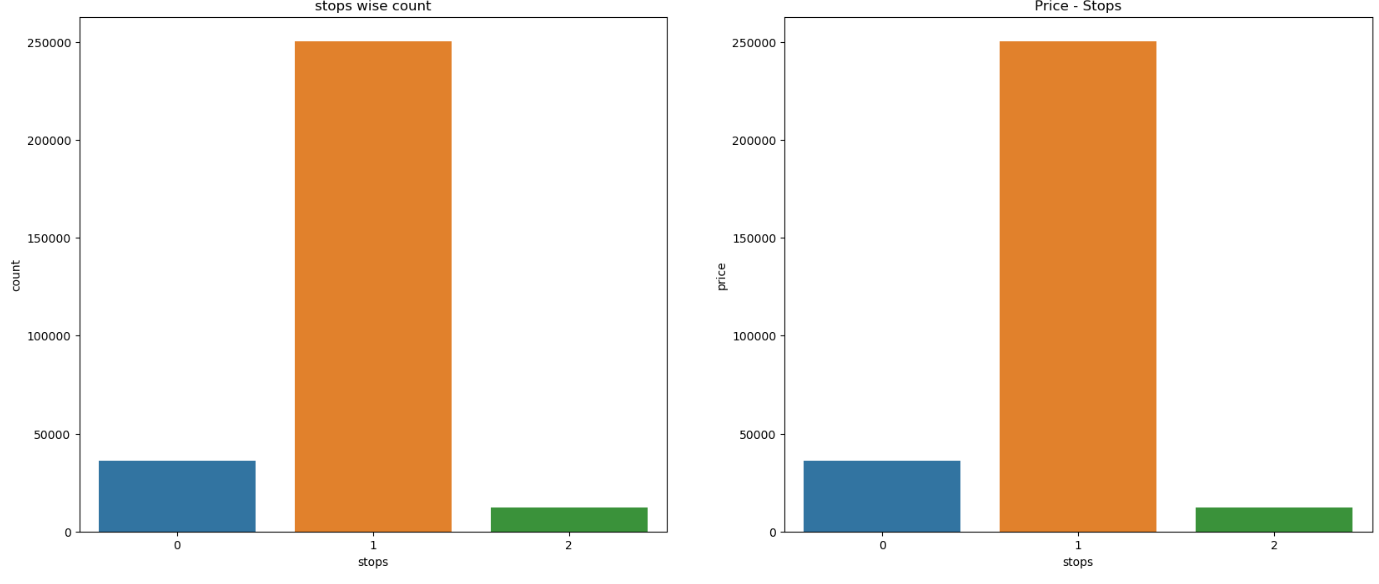 stops wise count
250000
200000
150000
100000
50000
0
count
0 1 2
stops
Price - Stops
250000
200000
150000
100000
50000
0
price
0 1 2
stops